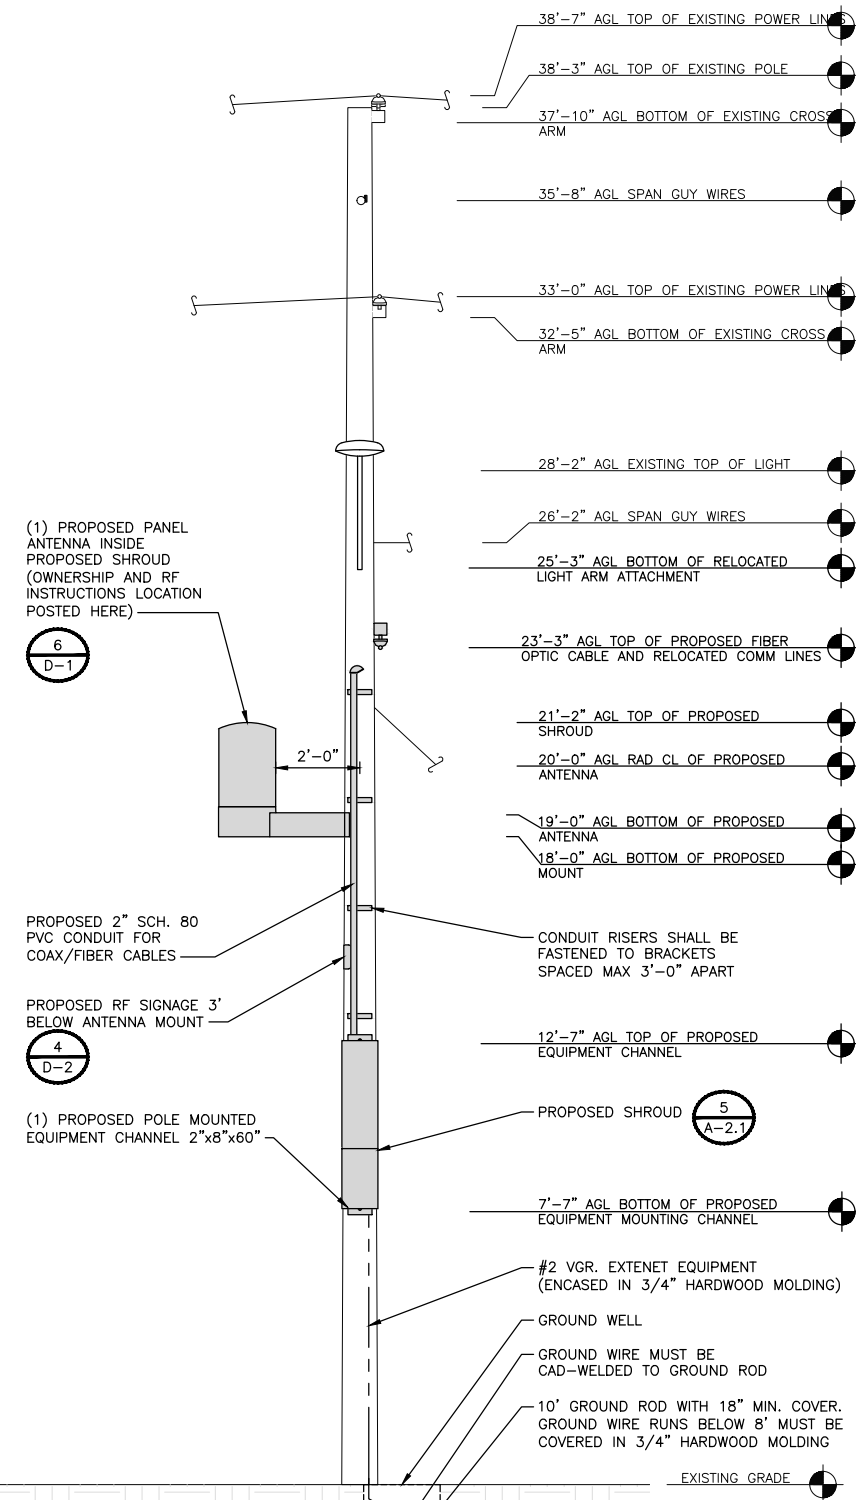 38'-7" AGL TOP OF EXISTING POWER LINES
38'-3" AGL TOP OF EXISTING POLE
37'-10" AGL BOTTOM OF EXISTING CROSS
ARM
35'-8" AGL SPAN GUY WIRES
33'-0" AGL TOP OF EXISTING POWER LINES
32'-5" AGL BOTTOM OF EXISTING CROSS
ARM
28'-2" AGL EXISTING TOP OF LIGHT
26'-2" AGL SPAN GUY WIRES
25'-3" AGL BOTTOM OF RELOCATED
LIGHT ARM ATTACHMENT
(1) PROPOSED PANEL
ANTENNA INSIDE
PROPOSED SHROUD
(OWNERSHIP AND RF
INSTRUCTIONS LOCATION
POSTED HERE)
6
D-1
23'-3" AGL TOP OF PROPOSED FIBER
OPTIC CABLE AND RELOCATED COMM LINES
21'-2" AGL TOP OF PROPOSED
SHROUD
2'-0"
20'-0" AGL RAD CL OF PROPOSED
ANTENNA
19'-0" AGL BOTTOM OF PROPOSED
ANTENNA
18'-0" AGL BOTTOM OF PROPOSED
MOUNT
PROPOSED 2" SCH. 80
PVC CONDUIT FOR
COAX/FIBER CABLES
CONDUIT RISERS SHALL BE
FASTENED TO BRACKETS
SPACED MAX 3'-0" APART
PROPOSED RF SIGNAGE 3'
BELOW ANTENNA MOUNT
4
D-2
12'-7" AGL TOP OF PROPOSED
EQUIPMENT CHANNEL
(1) PROPOSED POLE MOUNTED
EQUIPMENT CHANNEL 2"x8"x60"
PROPOSED SHROUD
5
A-2.1
7'-7" AGL BOTTOM OF PROPOSED
EQUIPMENT MOUNTING CHANNEL
#2 VGR. EXTENET EQUIPMENT
(ENCASED IN 3/4" HARDWOOD MOLDING)
GROUND WELL
GROUND WIRE MUST BE
CAD-WELDED TO GROUND ROD
10' GROUND ROD WITH 18" MIN. COVER.
GROUND WIRE RUNS BELOW 8' MUST BE
COVERED IN 3/4" HARDWOOD MOLDING
EXISTING GRADE